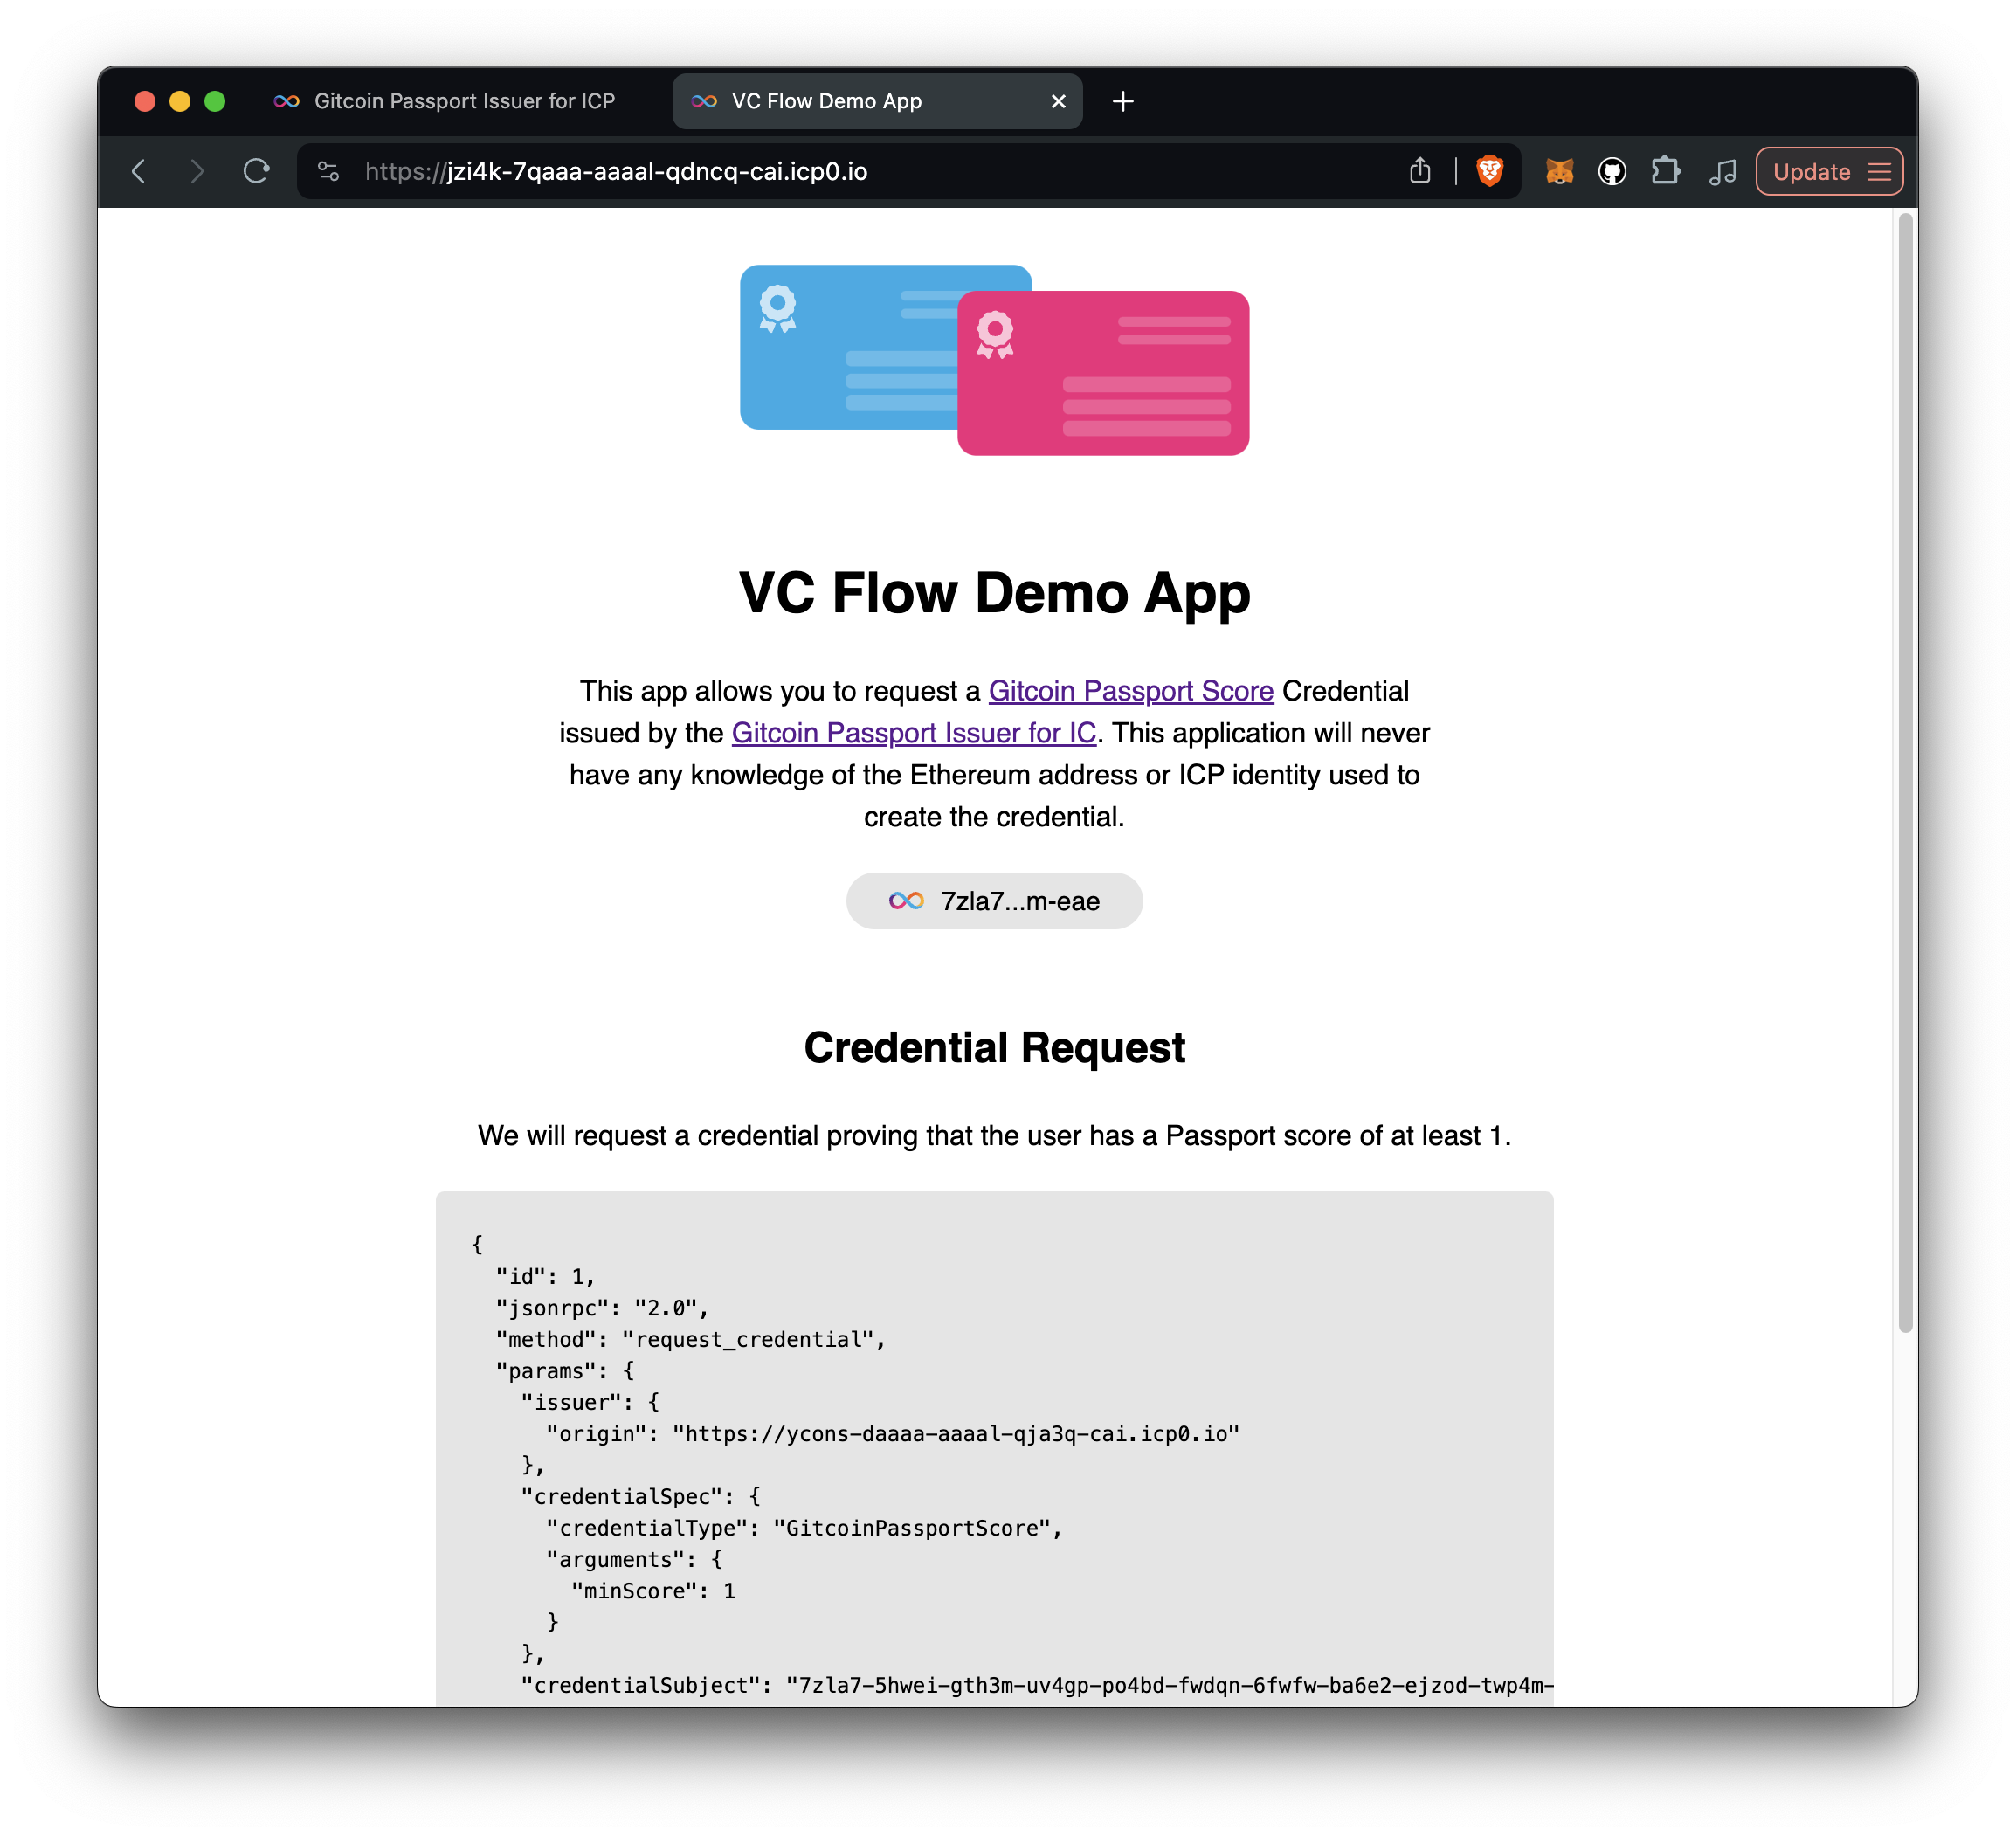 Gitcoin Passport Issuer for ICP
VC Flow Demo App
https://jzi4k-7qaaa-aaaal-qdncq-cai.icp0.io
Update
VC Flow Demo App
This app allows you to request a Gitcoin Passport Score Credential
issued by the Gitcoin Passport Issuer for IC. This application will never
have any knowledge of the Ethereum address or ICP identity used to
create the credential.
7zla7...m-eae
Credential Request
We will request a credential proving that the user has a Passport score of at least 1.
{
"id": 1,
"jsonrpc": "2.0",
"method": "request_credential",
"params": {
"issuer": {
"origin": "https://ycons-daaaa-aaaal-qja3q-cai.icp0.io"
},
"credentialSpec": {
"credentialType": "GitcoinPassportScore",
"arguments": {
"minScore": 1
}
},
"credentialSubject": "7zla7-5hwei-gth3m-uv4gp-po4bd-fwdqn-6fwfw-ba6e2-ejzod-twp4m-